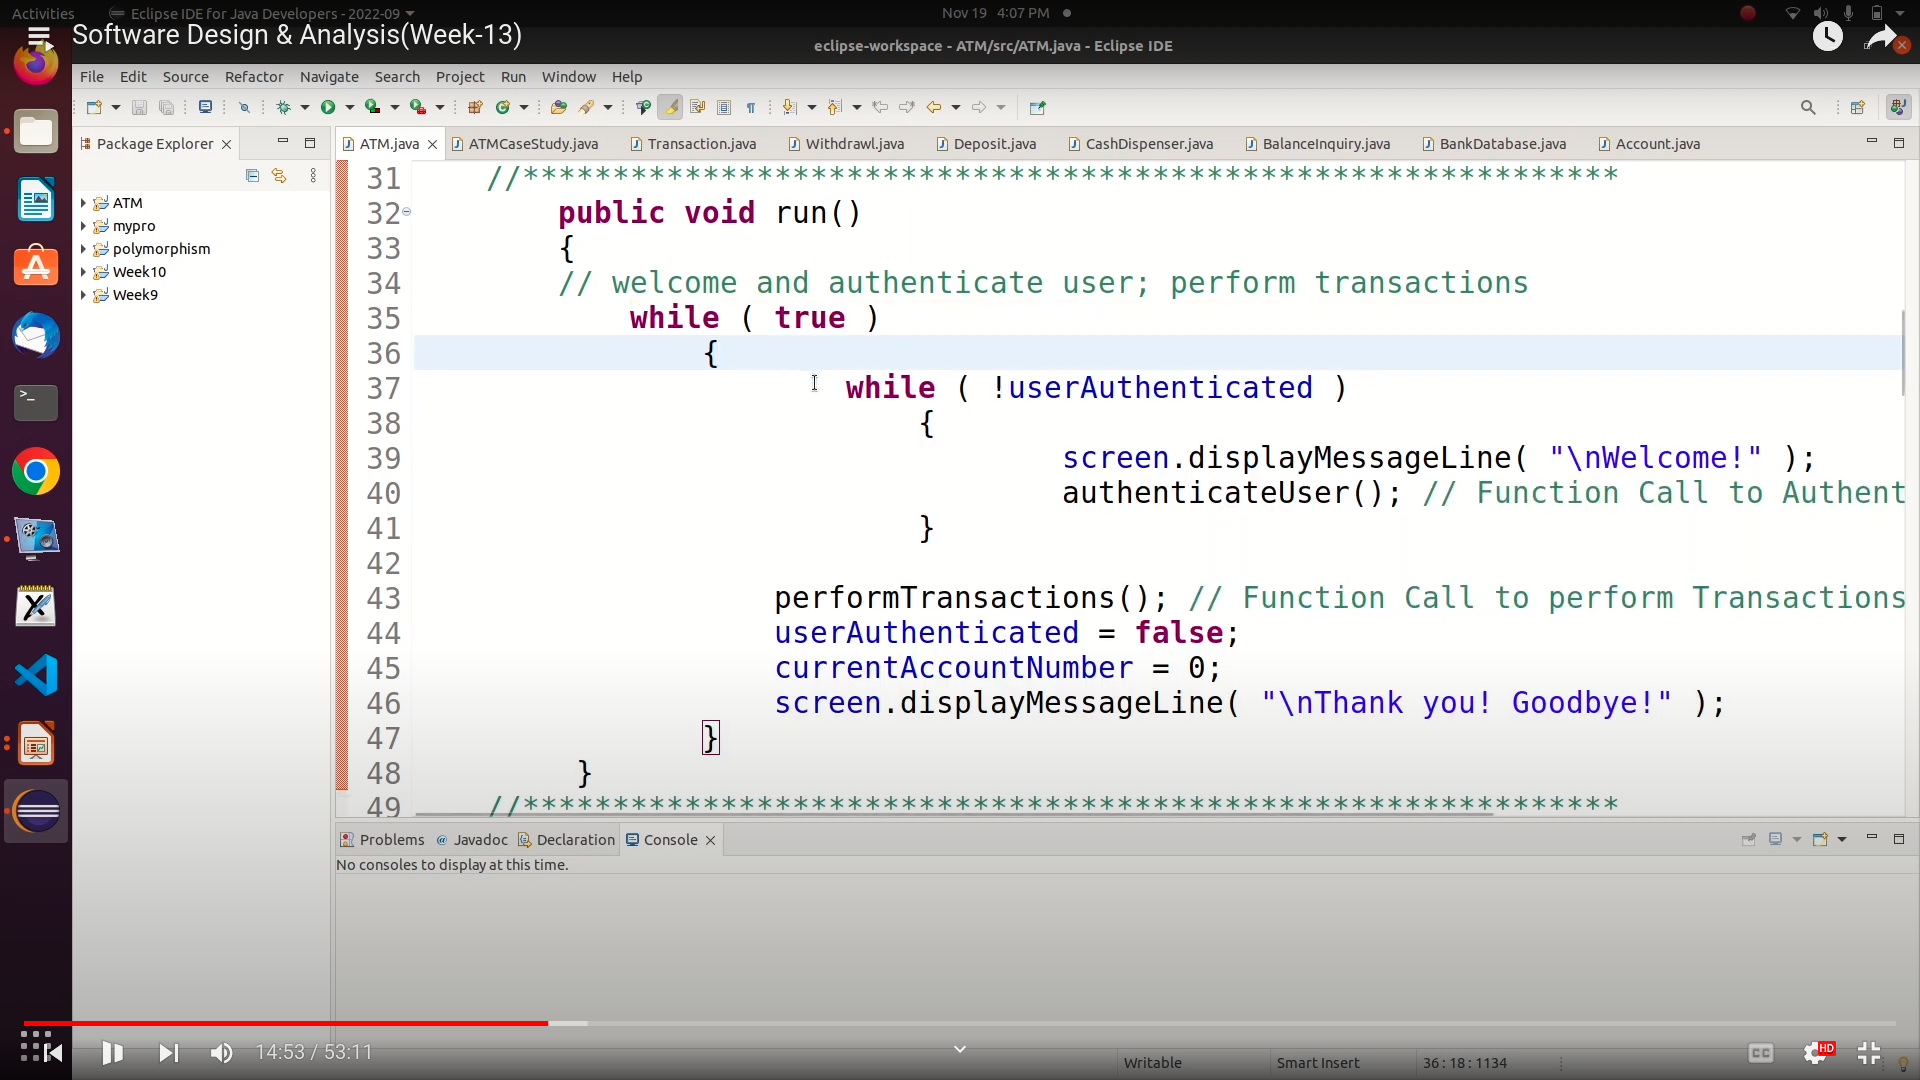 Activities
Eclipse IDE for Java Developers - 2022-09
Nov 19 4:07 PM
Software Design & Analysis(Week-13)
eclipse-workspace - ATM/src/ATM.java - Eclipse IDE
File Edit Source Refactor Navigate Search Project Run Window Help
Package Explorer
ATM.java ATMCaseStudy.java Transaction.java Withdrawl.java Deposit.java CashDispenser.java BalanceInquiry.java BankDatabase.java Account.java
ATM
mypro
polymorphism
Week10
Week9
31 //*************************************************************
32 public void run()
33 {
34 // welcome and authenticate user; perform transactions
35 while ( true )
36 {
37 while ( !userAuthenticated )
38 {
39 screen.displayMessageLine( "\nWelcome!" );
40 authenticateUser(); // Function Call to Authent
41 }
42
43 performTransactions(); // Function Call to perform Transactions
44 userAuthenticated = false;
45 currentAccountNumber = 0;
46 screen.displayMessageLine( "\nThank you! Goodbye!" );
47 }
48 }
49 //*************************************************************
Problems Javadoc Declaration Console
No consoles to display at this time.
14:53 / 53:11
CC
HD
Writable Smart Insert 36:18:1134